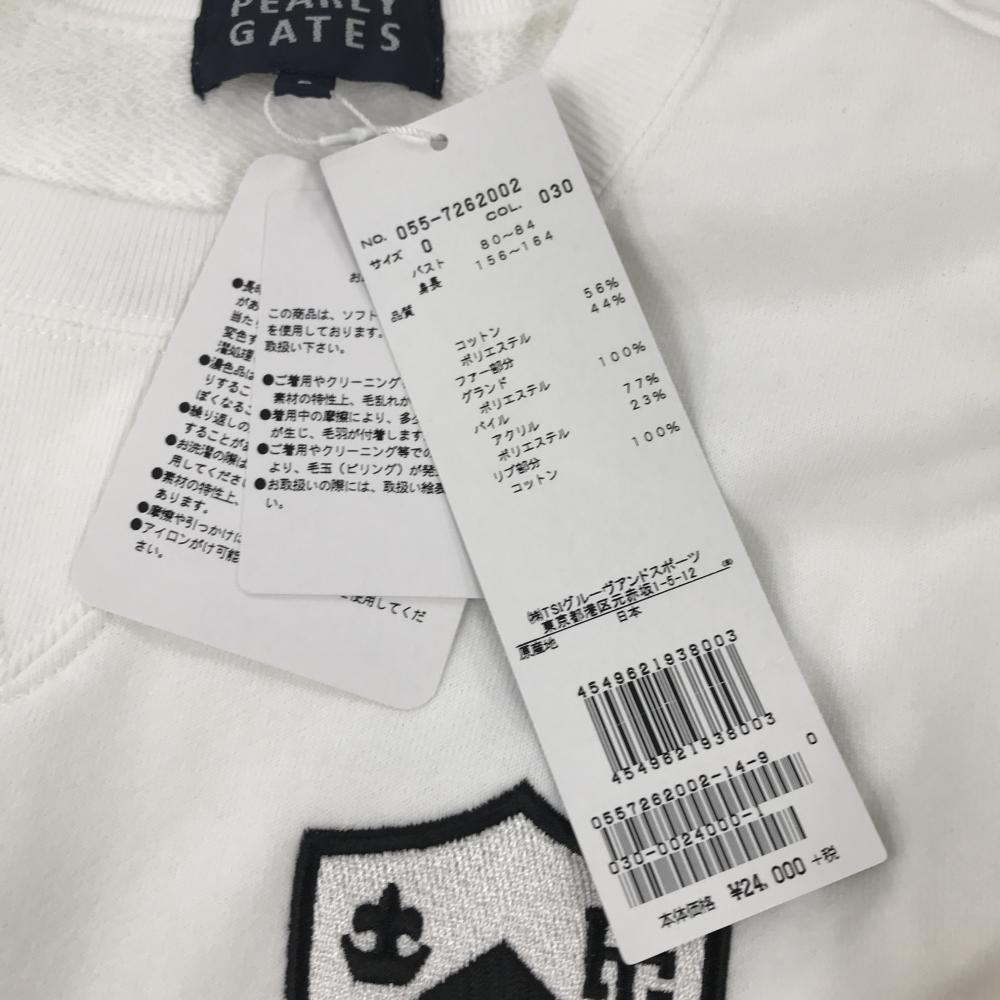 PEARLY
GATES
NO. 055-7262002 COL. 030
サイズ 0
バスト 80~84
身長 156~164
品質
コットン 56%
ポリエステル 44%
ファー部分
グランド
ポリエステル 100%
パイル
アクリル 77%
ポリエステル 23%
リブ部分
コットン 100%
㈱TSIグルーヴアンドスポーツ
東京都港区元赤坂1-5-12
原産地 日本
4549621938003
4549621938003
0557262002-14-9 0
030-0024000-1
本体価格 ¥24,000 +税
お
この商品は、ソフト
を使用しております。
取扱い下さい。
●ご着用やクリーニング
素材の特性上、毛乱れが
●着用中の摩擦により、多少
が生じ、毛羽が付着します
●ご着用やクリーニング等での
より、毛玉（ピリング）が発
●お取扱いの際には、取扱い絵表
い。
●長時
があ
当た
変色す
濡処理
●濃色品は
りするこ
ぽくなるこ
●繰り返しの
することがあ
●お洗濯の際は
用してくださ
●素材の特性上、
あります。
●摩擦や引っかけに
●アイロンがけ可能
さい。
使用してくだ